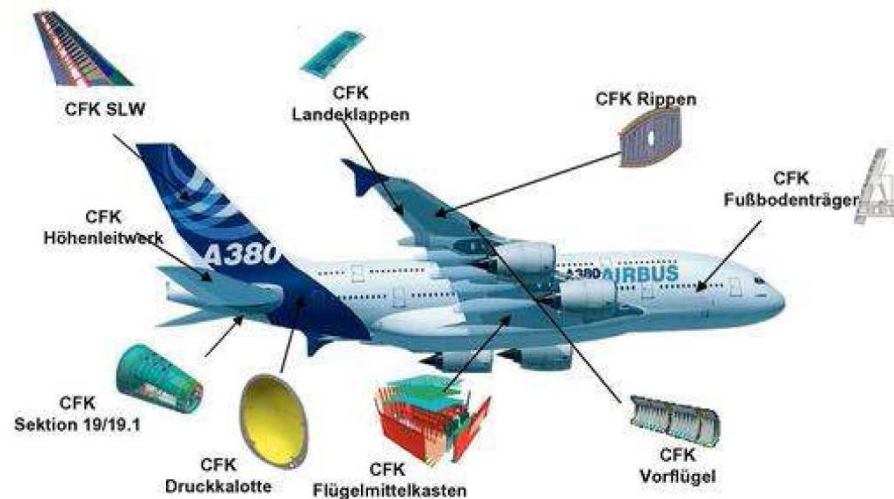 CFK SLW
CFK
Landeklappen
CFK Rippen
CFK
Fußbodenträger
CFK
Höhenleitwerk
A380
A380
AIRBUS
CFK
Sektion 19/19.1
CFK
Druckkalotte
CFK
Flügelmittelkasten
CFK
Vorflügel